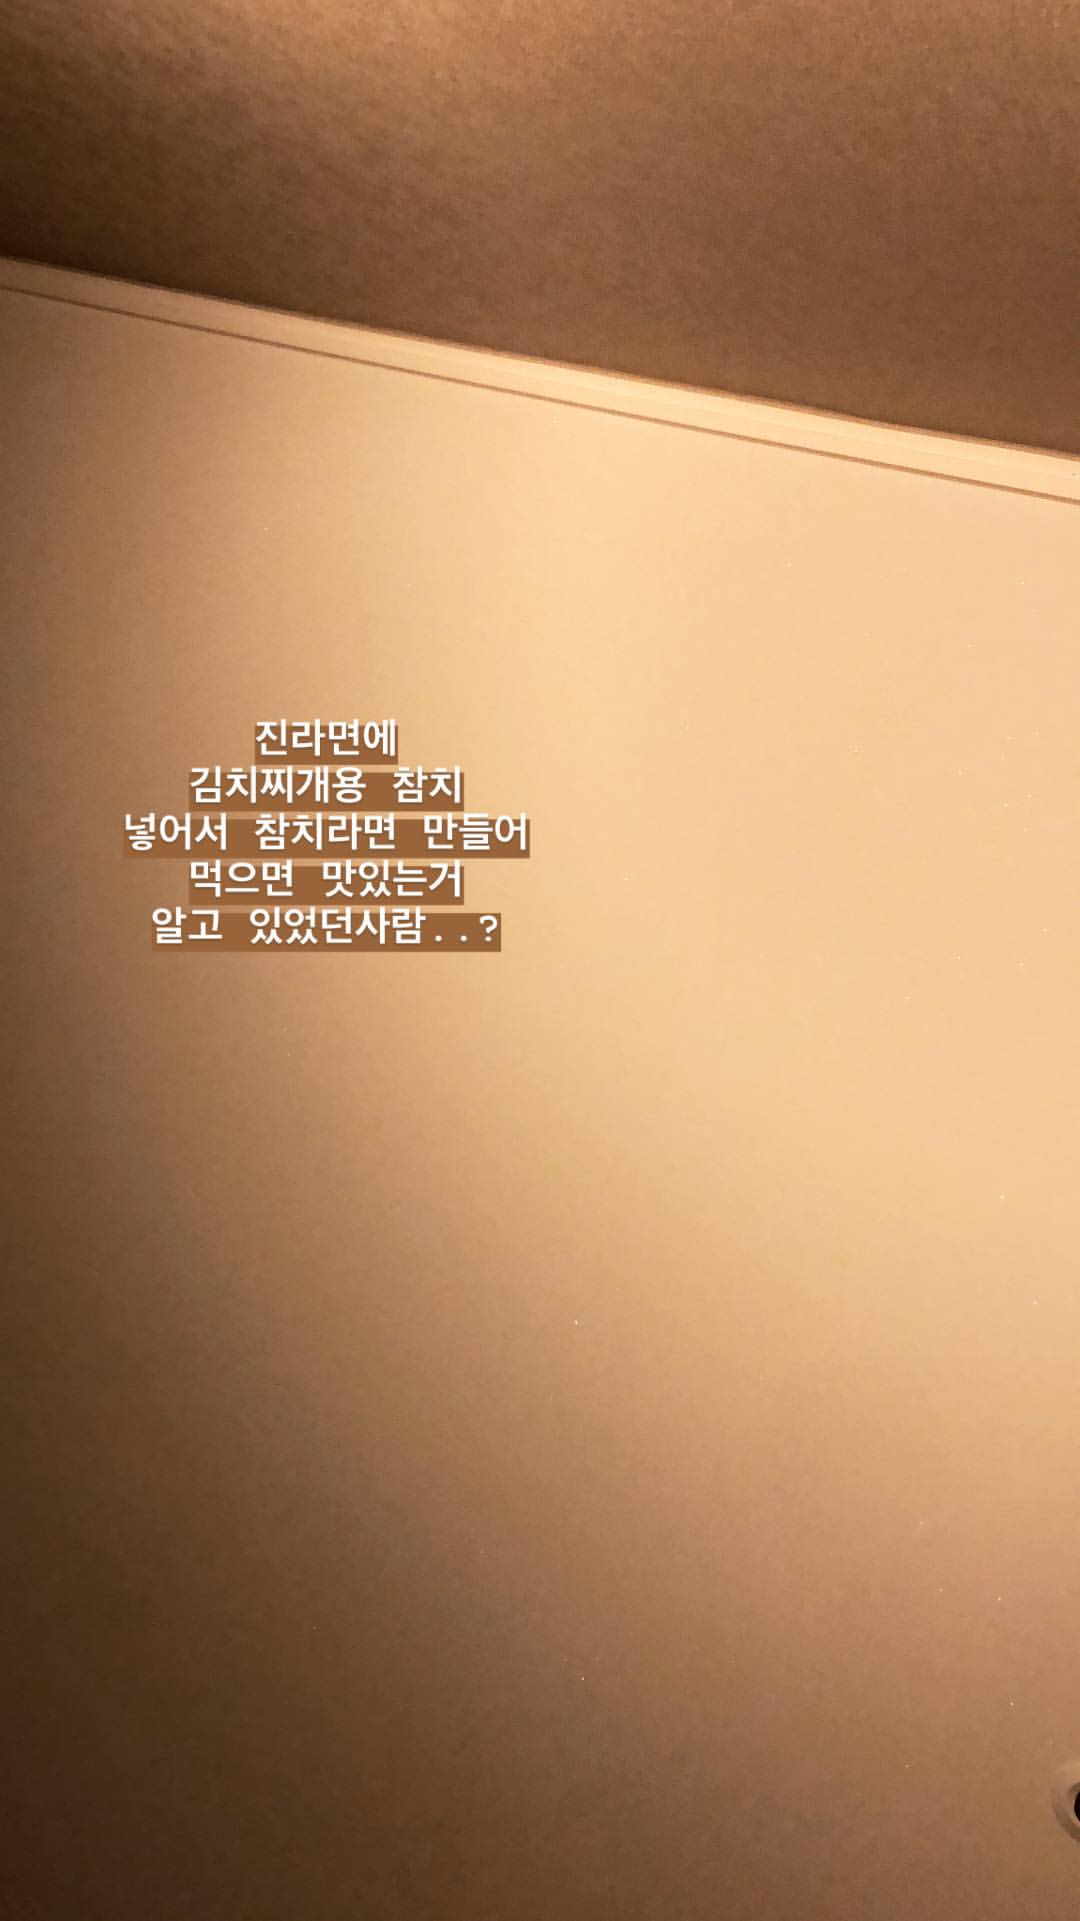 진라면에
김치찌개용 참치
넣어서 참치라면 만들어
먹으면 맛있는거
알고 있었던사람..?